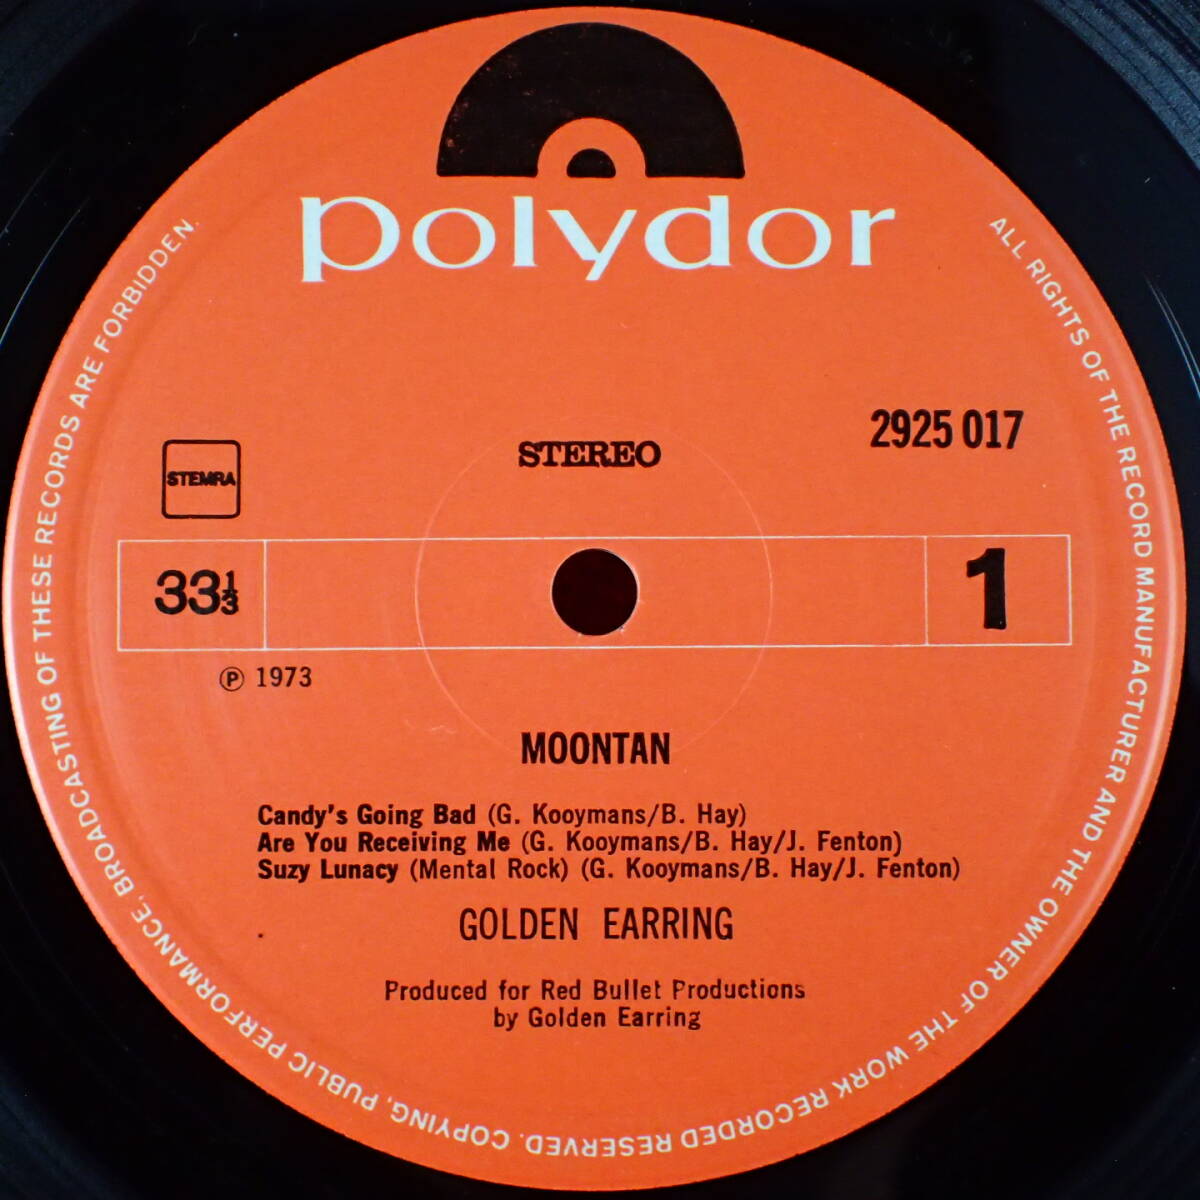 polydor
2925 017
STEREO
STEMRA
33⅓
1
℗ 1973
MOONTAN
Candy's Going Bad (G. Kooymans/B. Hay)
Are You Receiving Me (G. Kooymans/B. Hay/J. Fenton)
Suzy Lunacy (Mental Rock) (G. Kooymans/B. Hay/J. Fenton)
GOLDEN EARRING
Produced for Red Bullet Productions
by Golden Earring
ALL RIGHTS OF THE RECORD MANUFACTURER AND THE OWNER OF THE WORK RECORDED RESERVED. COPYING, PUBLIC PERFORMANCE, BROADCASTING OF THESE RECORDS ARE FORBIDDEN.